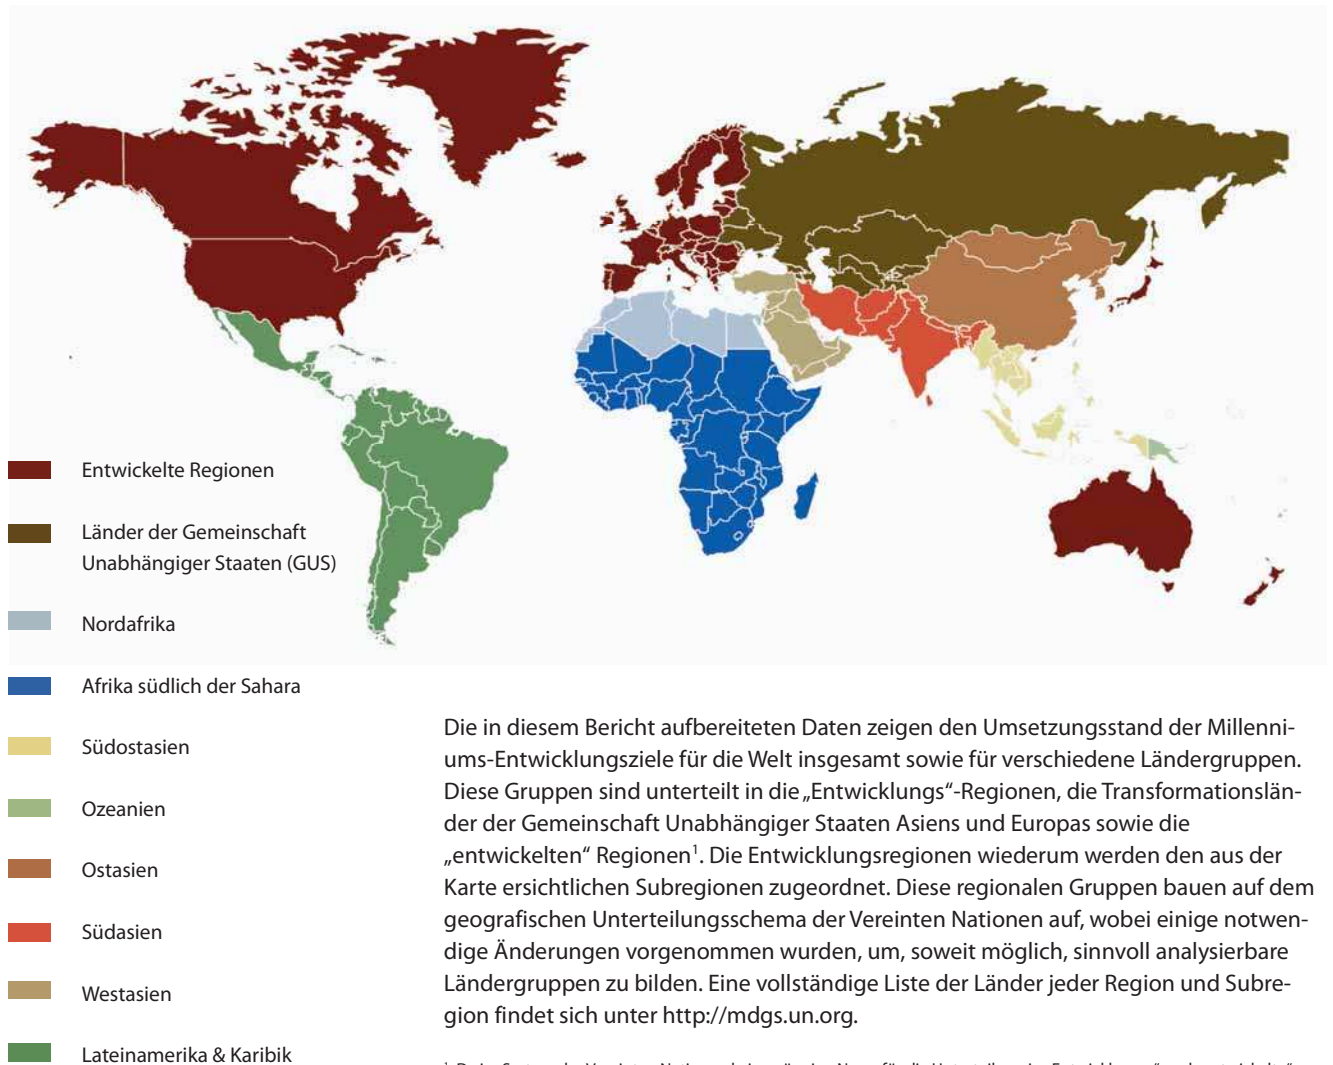 Entwickelte Regionen
Länder der Gemeinschaft
Unabhängiger Staaten (GUS)
Nordafrika
Afrika südlich der Sahara
Südostasien
Ozeanien
Ostasien
Südasien
Westasien
Lateinamerika & Karibik
Die in diesem Bericht aufbereiteten Daten zeigen den Umsetzungsstand der Millenni-
ums-Entwicklungsziele für die Welt insgesamt sowie für verschiedene Ländergruppen.
Diese Gruppen sind unterteilt in die „Entwicklungs“-Regionen, die Transformationslän-
der der Gemeinschaft Unabhängiger Staaten Asiens und Europas sowie die
„entwickelten“ Regionen¹. Die Entwicklungsregionen wiederum werden den aus der
Karte ersichtlichen Subregionen zugeordnet. Diese regionalen Gruppen bauen auf dem
geografischen Unterteilungsschema der Vereinten Nationen auf, wobei einige notwen-
dige Änderungen vorgenommen wurden, um, soweit möglich, sinnvoll analysierbare
Ländergruppen zu bilden. Eine vollständige Liste der Länder jeder Region und Subre-
gion findet sich unter http://mdgs.un.org.